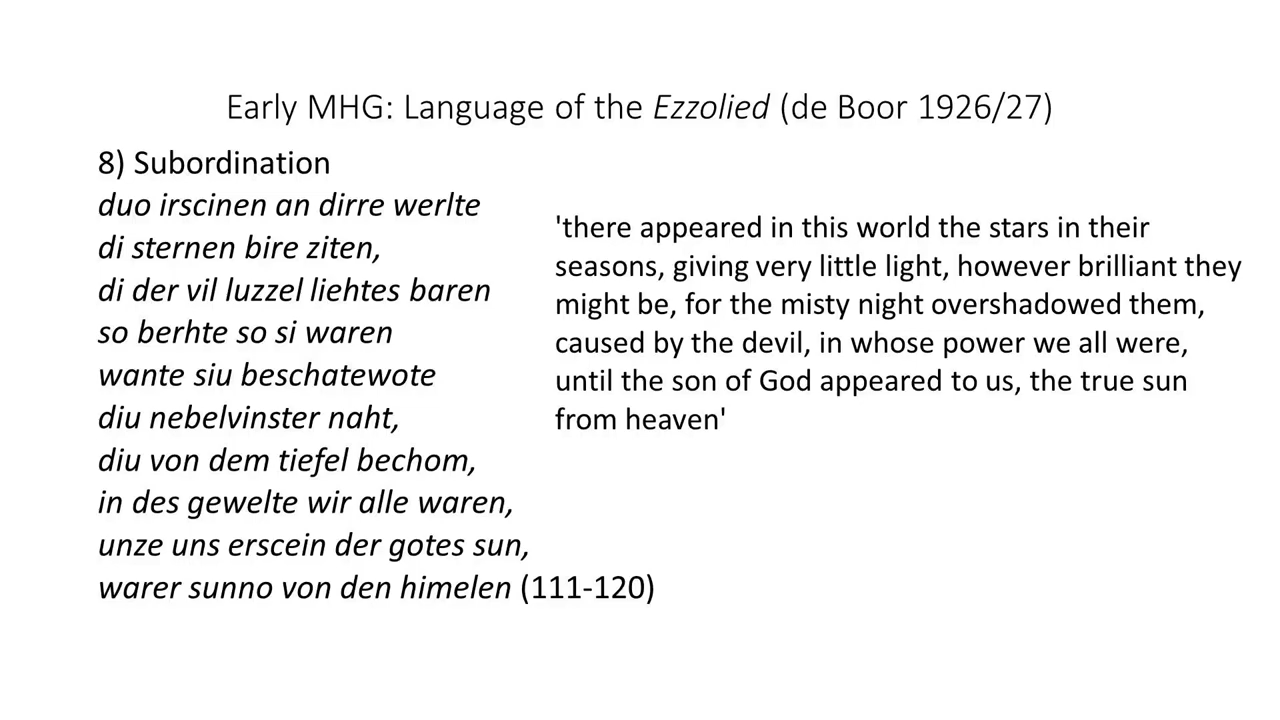 Early MHG: Language of the Ezzolied (de Boor 1926/27)
8) Subordination
duo irscinen an dirre werlte
di sternen bire ziten,
di der vil luzzel liehtes baren
so berhte so si waren
wante siu beschatewote
diu nebelvinster naht,
diu von dem tiefel bechom,
in des gewelte wir alle waren,
unze uns erscein der gotes sun,
warer sunno von den himelen (111-120)
'there appeared in this world the stars in their
seasons, giving very little light, however brilliant they
might be, for the misty night overshadowed them,
caused by the devil, in whose power we all were,
until the son of God appeared to us, the true sun
from heaven'